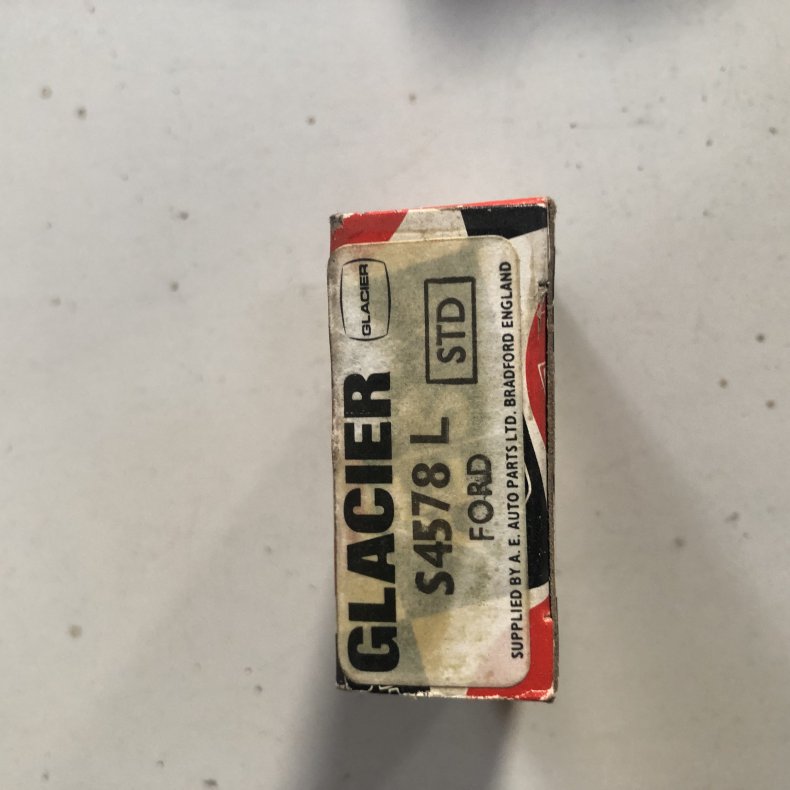 GLACIER
GLACIER
S4578 L
STD
FORD
SUPPLIED BY A. E. AUTO PARTS LTD. BRADFORD ENGLAND